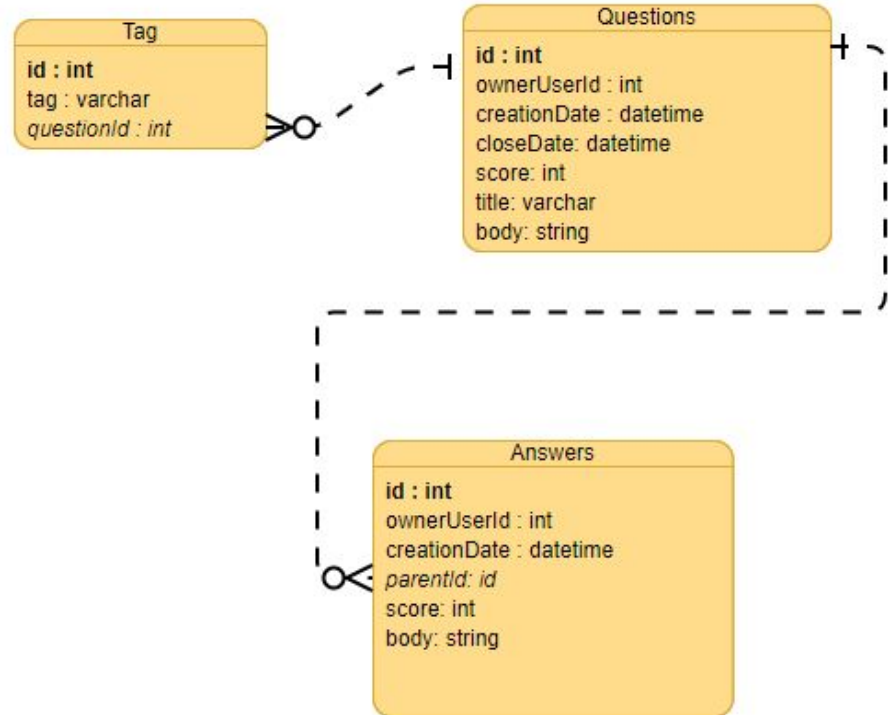 Tag
id : int
tag : varchar
questionId : int
Questions
id : int
ownerUserId : int
creationDate : datetime
closeDate: datetime
score: int
title: varchar
body: string
Answers
id : int
ownerUserId : int
creationDate : datetime
parentId: id
score: int
body: string